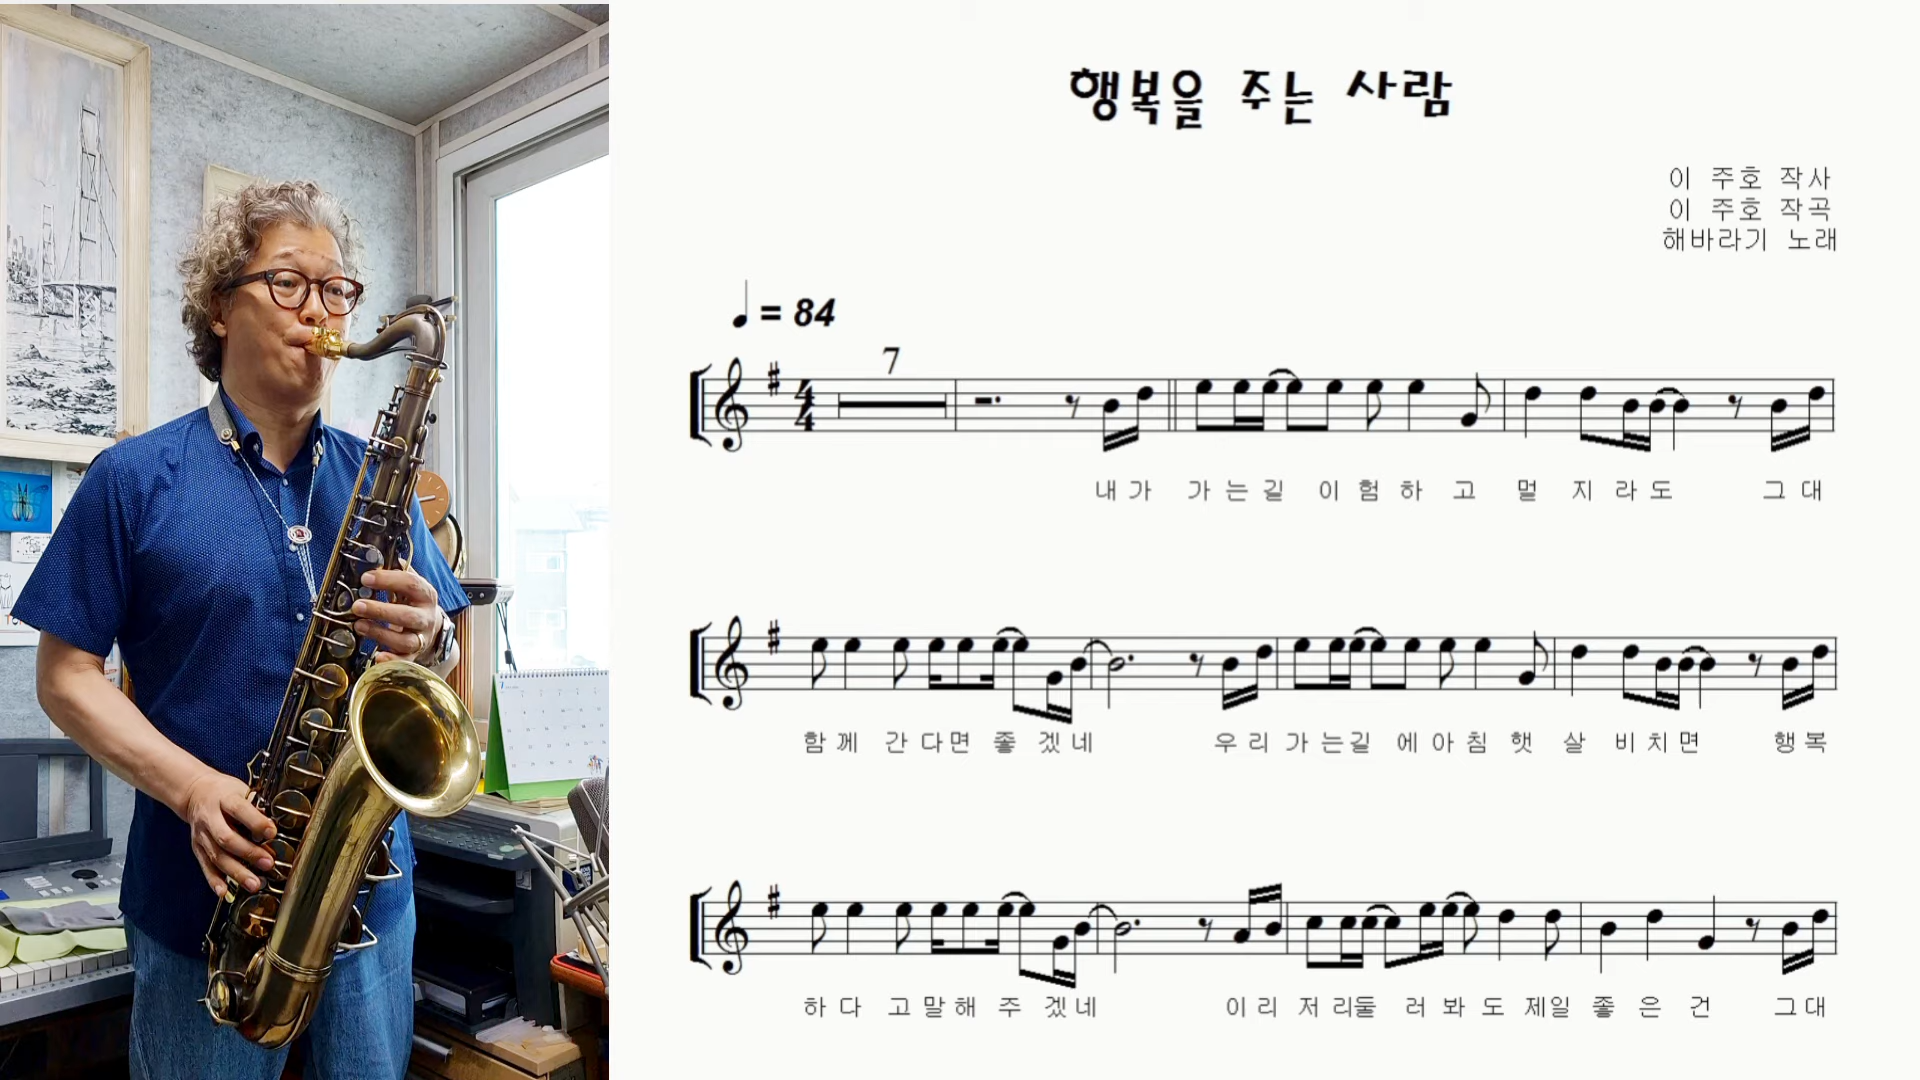 행복을 주는 사람
이 주호 작사
이 주호 작곡
해바라기 노래
= 84
7
4
4
내가 가는길 이험하 고 멀 지라도 그대
함께 간다면 좋 겠네 우리 가는길 에아침 햇 살 비치면 행복
하다 고말해 주 겠네 이리 저리둘 러봐도 제일 좋 은 건 그대